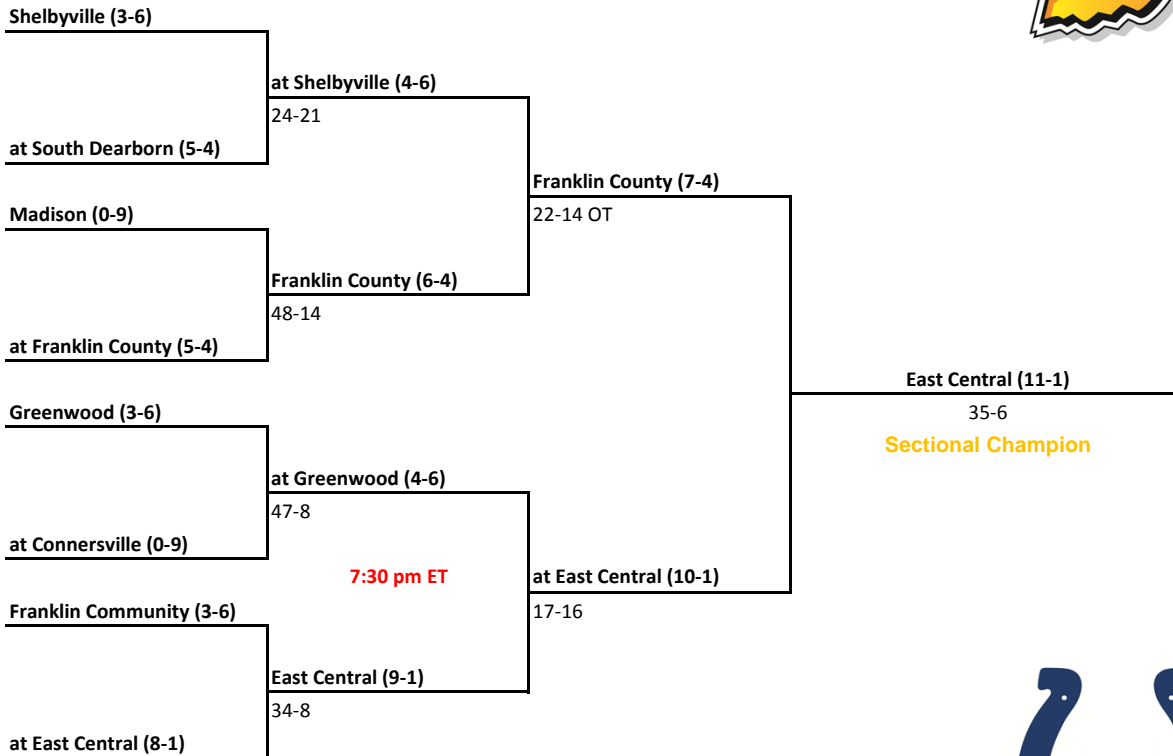 Shelbyville (3-6)
at Shelbyville (4-6)
24-21
at South Dearborn (5-4)
Franklin County (7-4)
22-14 OT
Madison (0-9)
Franklin County (6-4)
48-14
at Franklin County (5-4)
East Central (11-1)
35-6
Sectional Champion
Greenwood (3-6)
at Greenwood (4-6)
47-8
at Connersville (0-9)
7:30 pm ET
at East Central (10-1)
17-16
Franklin Community (3-6)
East Central (9-1)
34-8
at East Central (8-1)